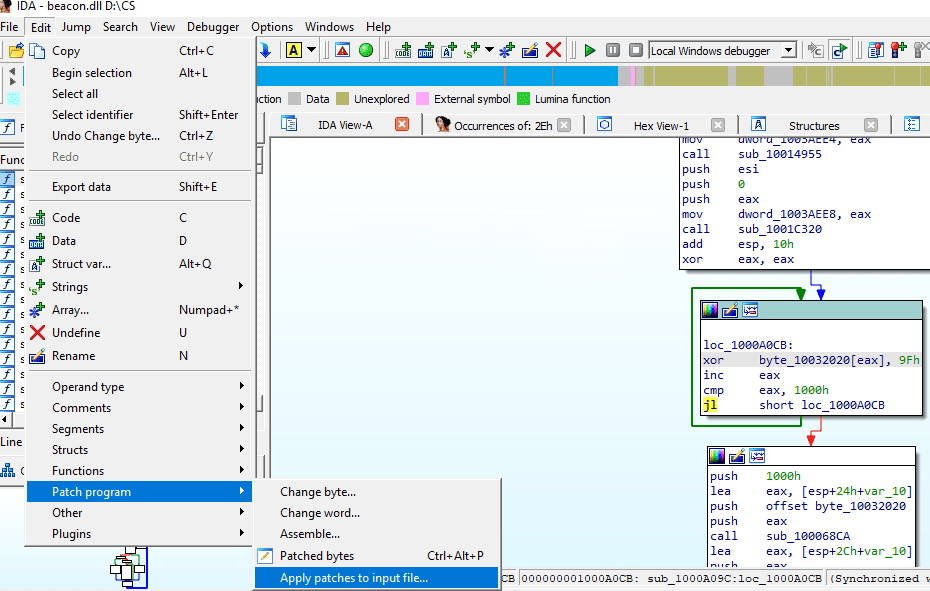 IDA - beacon.dll D:\CS
File Edit Jump Search View Debugger Options Windows Help
Local Windows debugger
Copy Ctrl+C
Begin selection Alt+L
Select all
Select identifier Shift+Enter
Undo Change byte... Ctrl+Z
Redo Ctrl+Y
Export data Shift+E
Code C
Data D
Struct var... Alt+Q
Strings
Array... Numpad+*
Undefine U
Rename N
Operand type
Comments
Segments
Structs
Functions
Patch program
Other
Plugins
Change byte...
Change word...
Assemble...
Patched bytes Ctrl+Alt+P
Apply patches to input file...
ction Data Unexplored External symbol Lumina function
IDA View-A Occurrences of: 2Eh Hex View-1 Structures
Func
Line
mov dword_1003AEE4, eax
call sub_10014955
push esi
push 0
push eax
mov dword_1003AEE8, eax
call sub_1001C320
add esp, 10h
xor eax, eax
loc_1000A0CB:
xor byte_10032020[eax], 9Fh
inc eax
cmp eax, 1000h
jl short loc_1000A0CB
push 1000h
lea eax, [esp+24h+var_10]
push offset byte_10032020
push eax
call sub_100068CA
lea eax, [esp+2Ch+var_10]
push eax
CB 000000001000A0CB: sub_1000A09C:loc_1000A0CB (Synchronized w